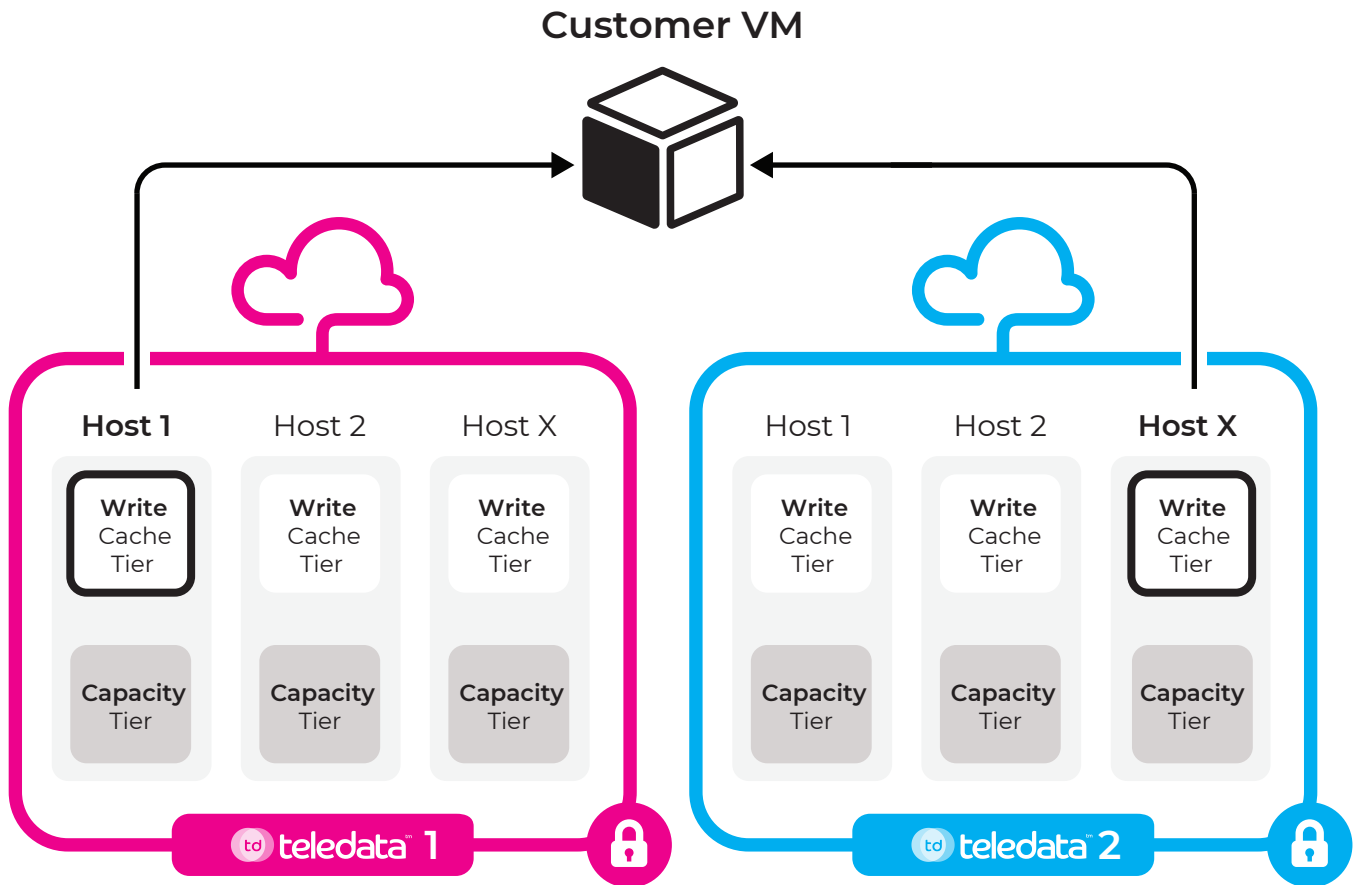 Customer VM
Host 1
Host 2
Host X
Host 1
Host 2
Host X
Write
Cache
Tier
Write
Cache
Tier
Write
Cache
Tier
Write
Cache
Tier
Write
Cache
Tier
Write
Cache
Tier
Capacity
Tier
Capacity
Tier
Capacity
Tier
Capacity
Tier
Capacity
Tier
Capacity
Tier
td teledata 1
td teledata 2